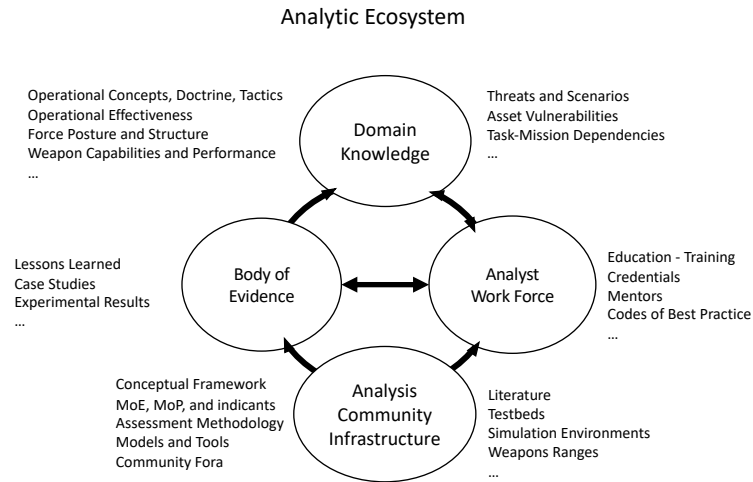 Analytic Ecosystem
Operational Concepts, Doctrine, Tactics
Operational Effectiveness
Force Posture and Structure
Weapon Capabilities and Performance
…
Domain
Knowledge
Threats and Scenarios
Asset Vulnerabilities
Task-Mission Dependencies
…
Lessons Learned
Case Studies
Experimental Results
…
Body of
Evidence
Analyst
Work Force
Education - Training
Credentials
Mentors
Codes of Best Practice
…
Conceptual Framework
MoE, MoP, and indicants
Assessment Methodology
Models and Tools
Community Fora
Analysis
Community
Infrastructure
Literature
Testbeds
Simulation Environments
Weapons Ranges
…